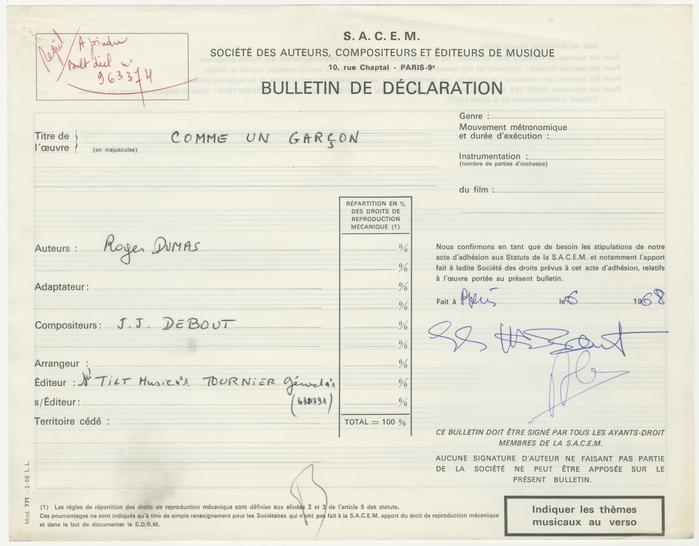 A joindre
Bult décl n°
963374
S.A.C.E.M.
SOCIÉTÉ DES AUTEURS, COMPOSITEURS ET ÉDITEURS DE MUSIQUE
10, rue Chaptal - PARIS-9e
BULLETIN DE DÉCLARATION
Titre de l'œuvre
(en majuscules)
COMME UN GARÇON
Genre :
Mouvement métronomique
et durée d'exécution :
Instrumentation :
(nombre de parties d'orchestre)
du film :
RÉPARTITION EN %
DES DROITS DE
REPRODUCTION
MÉCANIQUE (1)
Auteurs : Roger DUMAS
%
%
Adaptateur :
%
%
Compositeurs : J.J. DEBOUT
%
%
Arrangeur :
%
Éditeur : TILT Music TOURNIER Gérvelais
%
s/Éditeur :
%
Territoire cédé :
TOTAL = 100 %
Nous confirmons en tant que de besoin les stipulations de notre
acte d'adhésion aux Statuts de la S.A.C.E.M. et notamment l'apport
fait à ladite Société des droits prévus à cet acte d'adhésion, relatifs
à l'œuvre portée au présent bulletin.
Fait à Paris le 6 1968
CE BULLETIN DOIT ÊTRE SIGNÉ PAR TOUS LES AYANTS-DROIT
MEMBRES DE LA S.A.C.E.M.
AUCUNE SIGNATURE D'AUTEUR NE FAISANT PAS PARTIE
DE LA SOCIÉTÉ NE PEUT ÊTRE APPOSÉE SUR LE
PRÉSENT BULLETIN.
Mod. 771 - 2-68 L.L.
(1) Les règles de répartition des droits de reproduction mécanique sont définies aux alinéas 2 et 3 de l'article 9 des statuts.
Ces pourcentages ne sont indiqués qu'à titre de simple renseignement pour les Sociétaires qui n'ont pas fait à la S.A.C.E.M. apport du droit de reproduction mécanique
et dans le but de documenter la S.D.R.M.
Indiquer les thèmes
musicaux au verso